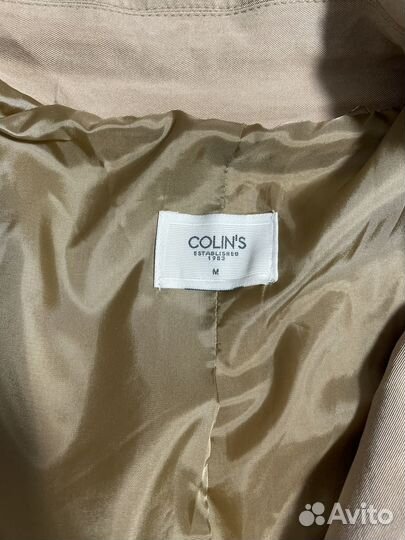 COLIN'S
ESTABLISHED
1983
M
Avito